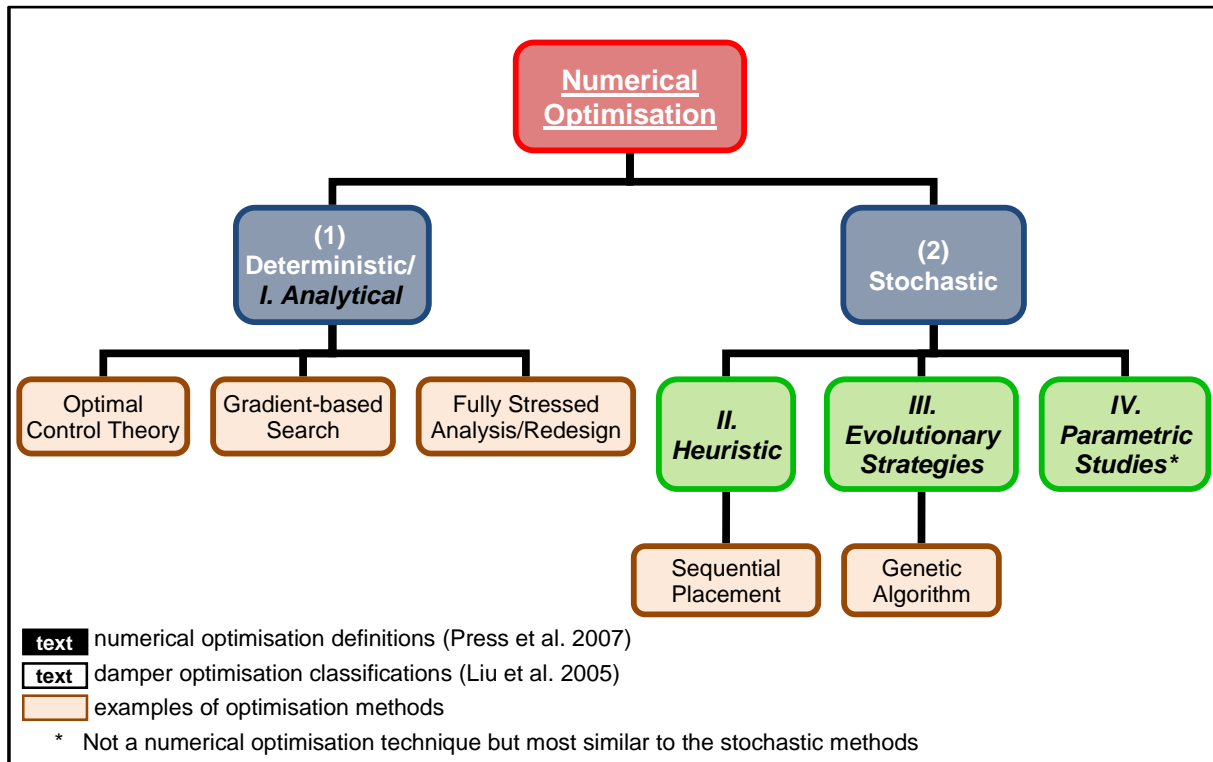 Numerical
Optimisation
(1)
Deterministic/
I. Analytical
(2)
Stochastic
Optimal
Control Theory
Gradient-based
Search
Fully Stressed
Analysis/Redesign
II.
Heuristic
III.
Evolutionary
Strategies
IV.
Parametric
Studies*
Sequential
Placement
Genetic
Algorithm
text numerical optimisation definitions (Press et al. 2007)
text damper optimisation classifications (Liu et al. 2005)
examples of optimisation methods
* Not a numerical optimisation technique but most similar to the stochastic methods